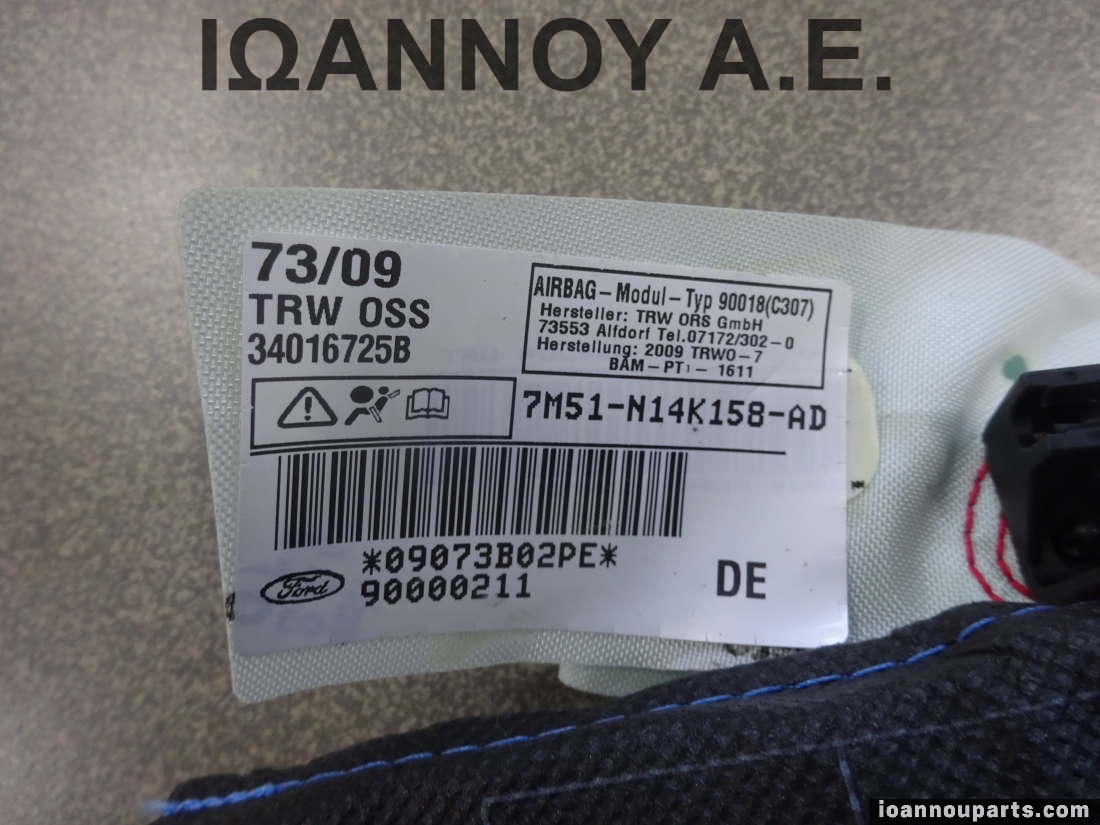 ΙΩΑΝΝΟΥ Α.Ε.
73/09
TRW OSS
34016725B
AIRBAG-Modul-Typ 90018(C307)
Hersteller: TRW ORS GmbH
73553 Alfdorf Tel.07172/302-0
Herstellung: 2009 TRWO-7
BAM-PT1-1611
7M51-N14K158-AD
*09073B02PE*
Ford
90000211
DE
ioannouparts.com